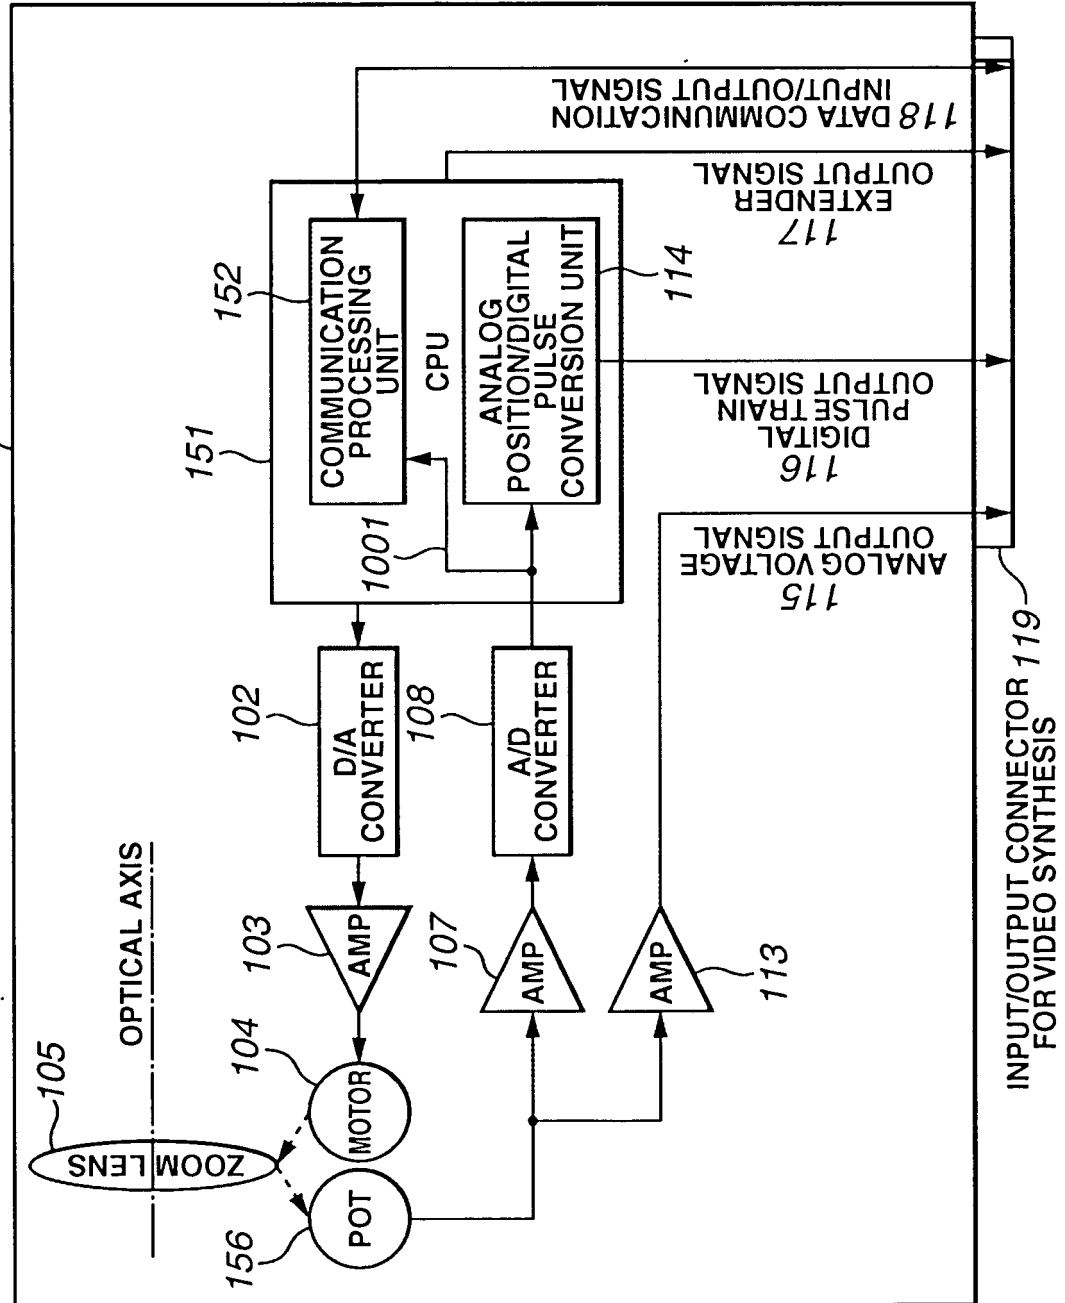 OPTICAL AXIS
105
ZOOM LENS
104
MOTOR
156
POT
103
AMP
102
D/A
CONVERTER
151
152
COMMUNICATION
PROCESSING
UNIT
CPU
1001
ANALOG
POSITION/DIGITAL
PULSE
CONVERSION UNIT
114
107
AMP
108
A/D
CONVERTER
AMP
113
118 DATA COMMUNICATION
INPUT/OUTPUT SIGNAL
117
EXTENDER
OUTPUT SIGNAL
116
DIGITAL
PULSE TRAIN
OUTPUT SIGNAL
115
ANALOG VOLTAGE
OUTPUT SIGNAL
INPUT/OUTPUT CONNECTOR 119
FOR VIDEO SYNTHESIS